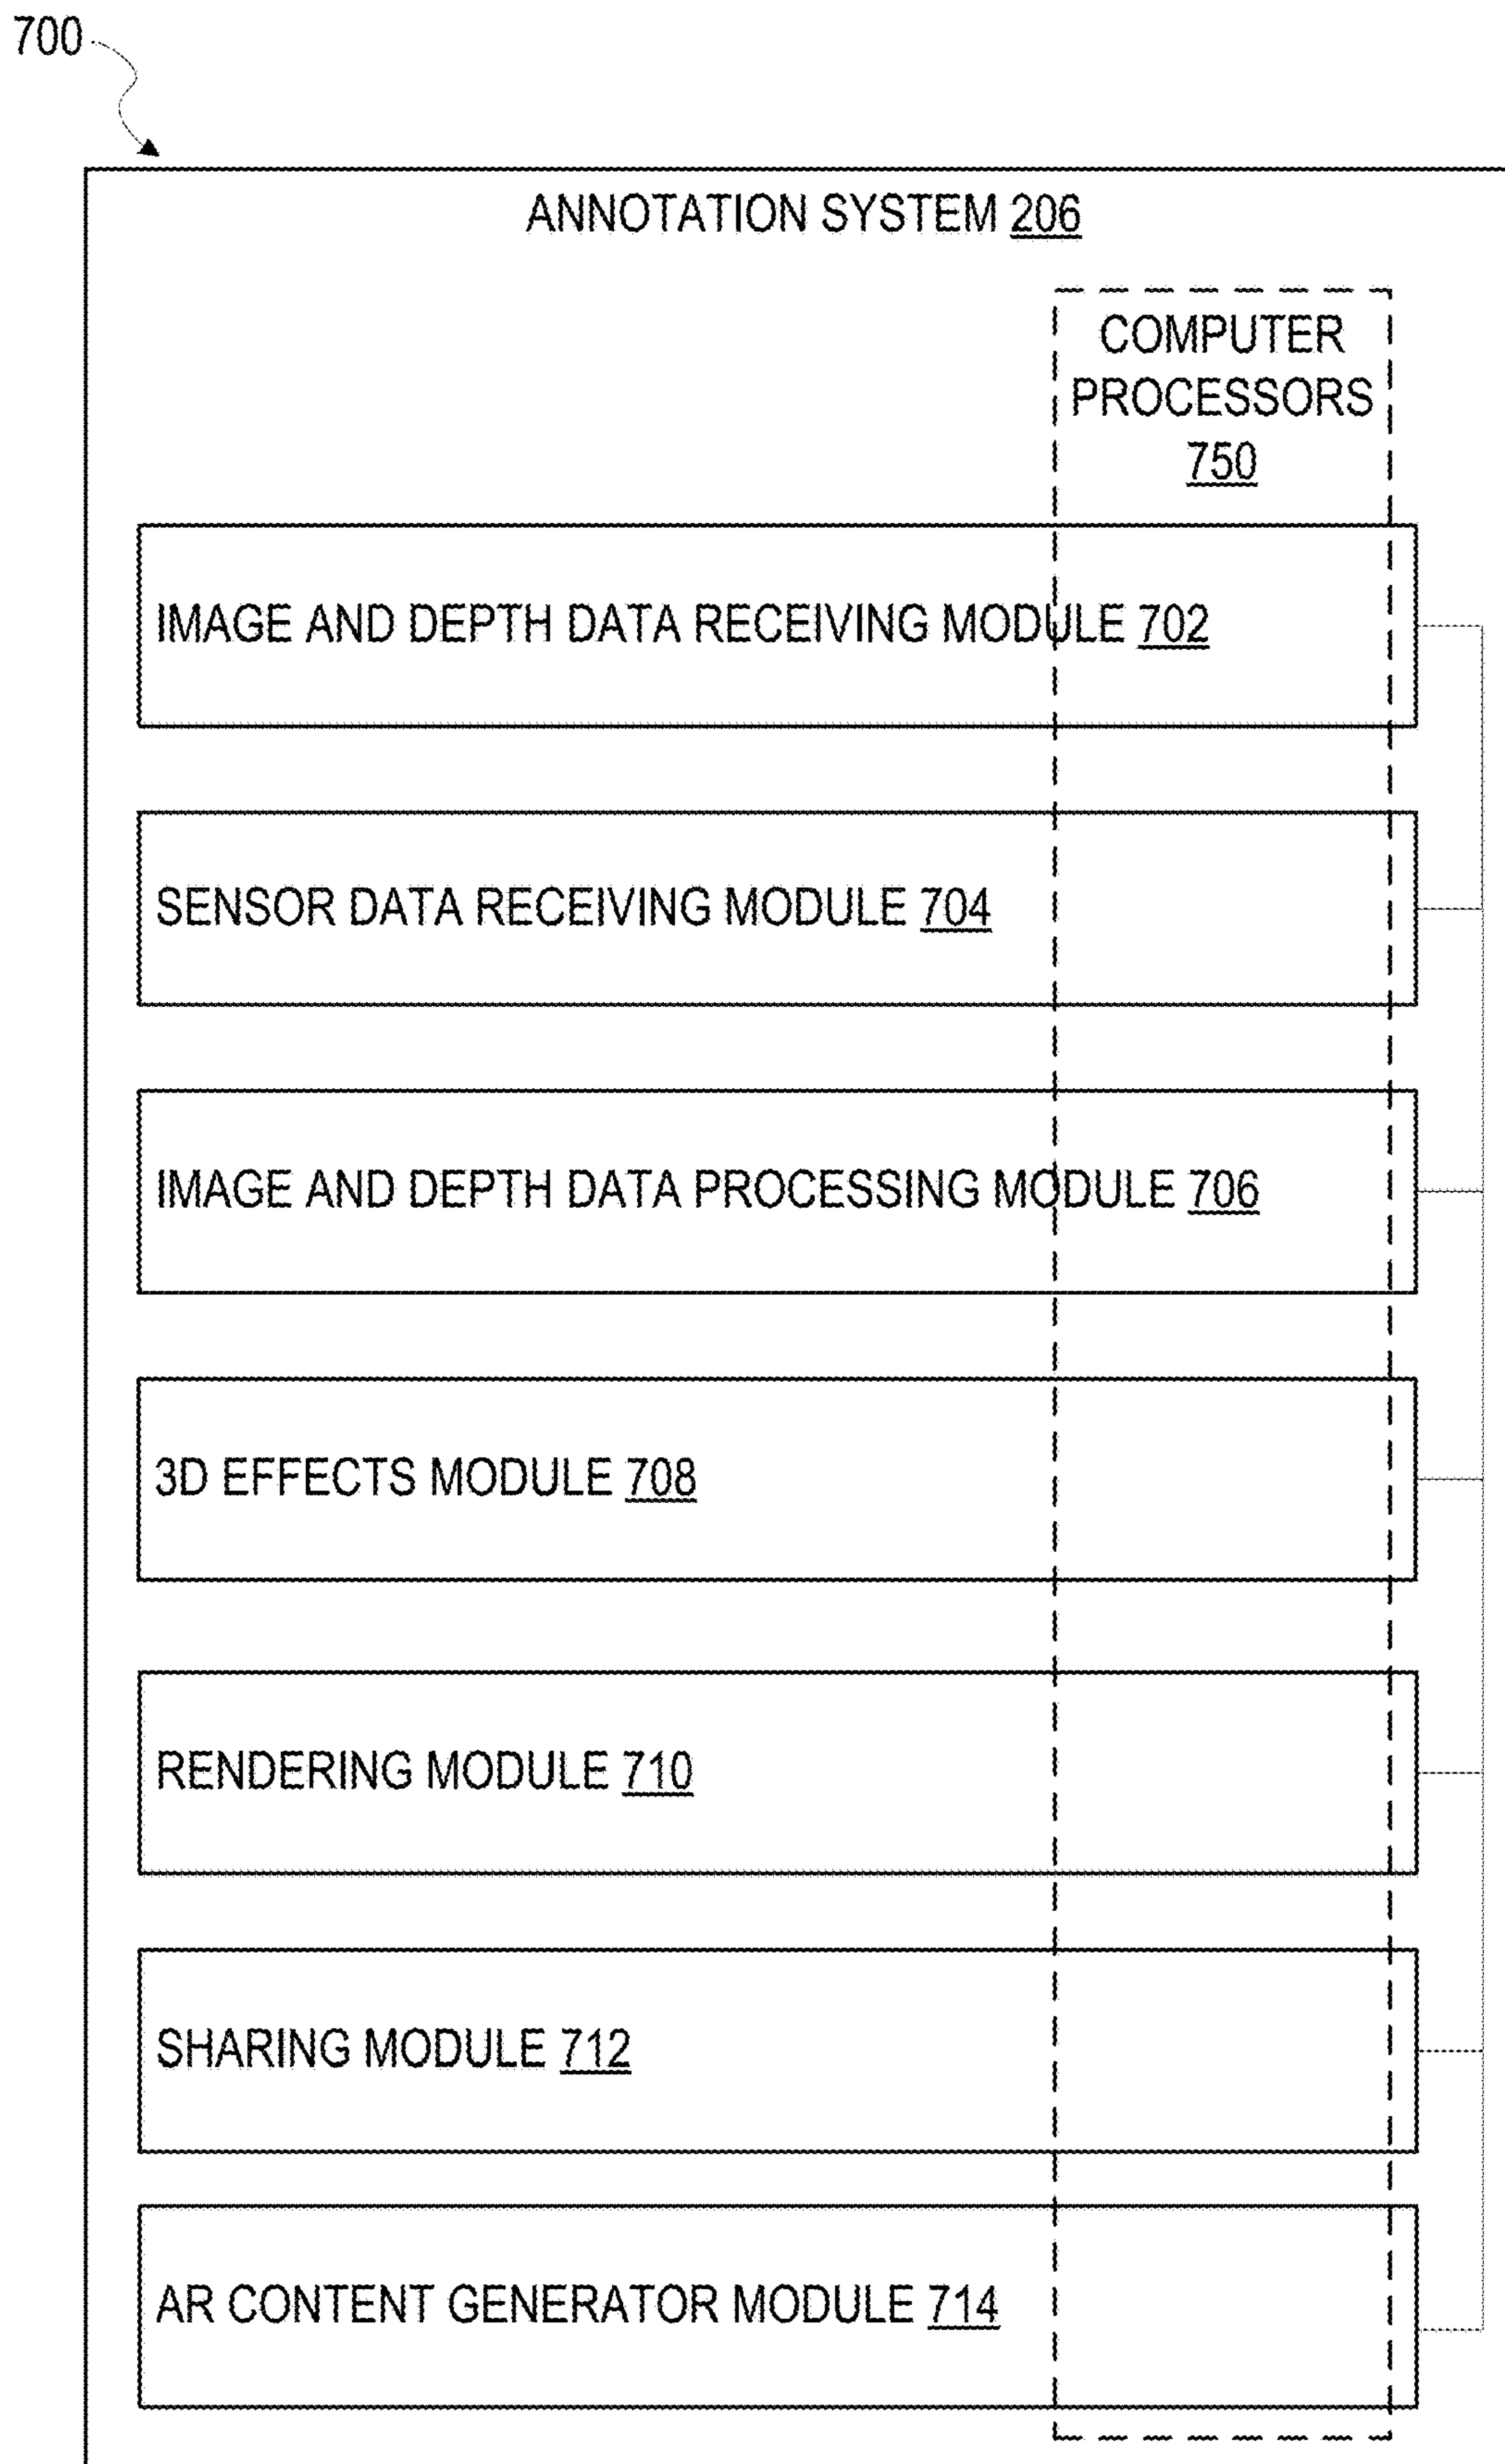 700
ANNOTATION SYSTEM 206
COMPUTER
PROCESSORS
750
IMAGE AND DEPTH DATA RECEIVING MODULE 702
SENSOR DATA RECEIVING MODULE 704
IMAGE AND DEPTH DATA PROCESSING MODULE 706
3D EFFECTS MODULE 708
RENDERING MODULE 710
SHARING MODULE 712
AR CONTENT GENERATOR MODULE 714